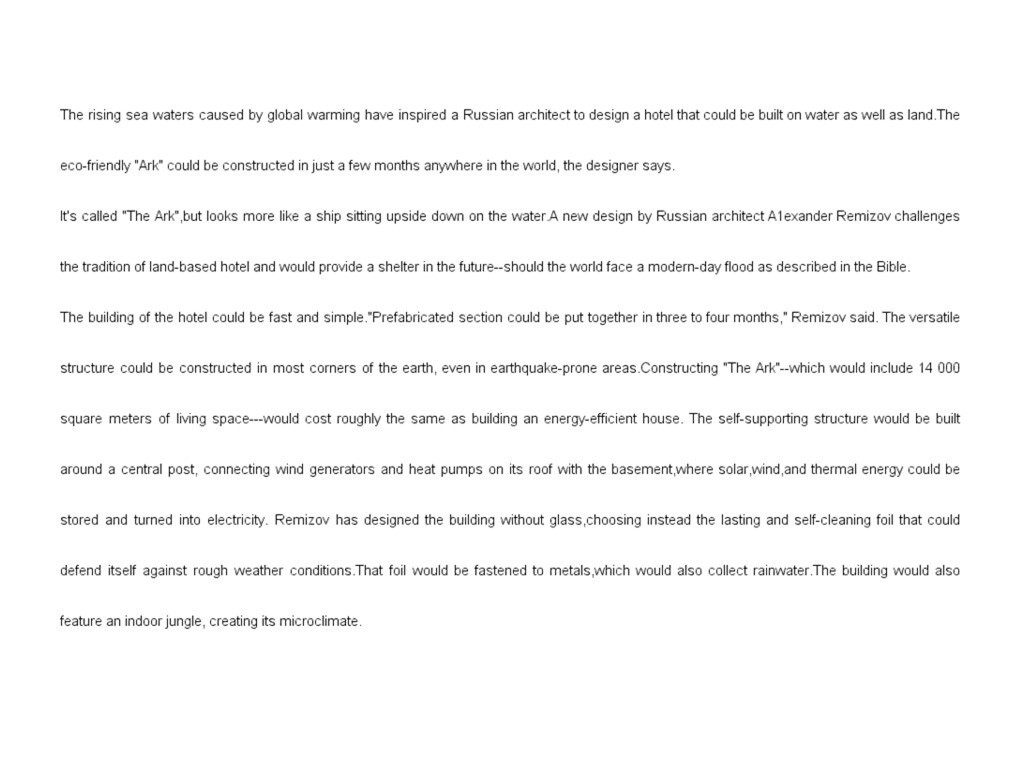 The rising sea waters caused by global warming have inspired a Russian architect to design a hotel that could be built on water as well as land.The
eco-friendly "Ark" could be constructed in just a few months anywhere in the world, the designer says.
It's called "The Ark",but looks more like a ship sitting upside down on the water.A new design by Russian architect A1exander Remizov challenges
the tradition of land-based hotel and would provide a shelter in the future--should the world face a modern-day flood as described in the Bible.
The building of the hotel could be fast and simple."Prefabricated section could be put together in three to four months," Remizov said. The versatile
structure could be constructed in most corners of the earth, even in earthquake-prone areas.Constructing "The Ark"--which would include 14 000
square meters of living space---would cost roughly the same as building an energy-efficient house. The self-supporting structure would be built
around a central post, connecting wind generators and heat pumps on its roof with the basement,where solar,wind,and thermal energy could be
stored and turned into electricity. Remizov has designed the building without glass,choosing instead the lasting and self-cleaning foil that could
defend itself against rough weather conditions.That foil would be fastened to metals,which would also collect rainwater.The building would also
feature an indoor jungle, creating its microclimate.